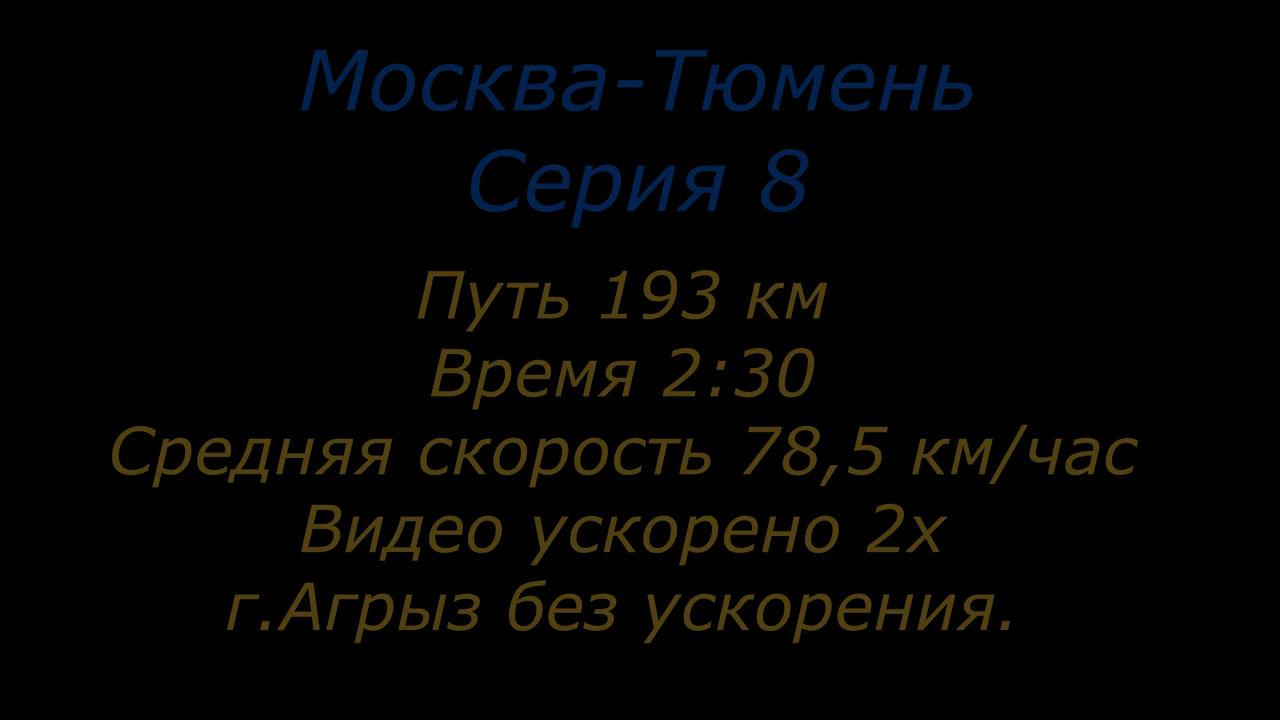 Москва-Тюмень
Серия 8
Путь 193 км
Время 2:30
Средняя скорость 78,5 км/час
Видео ускорено 2х
г.Агрыз без ускорения.